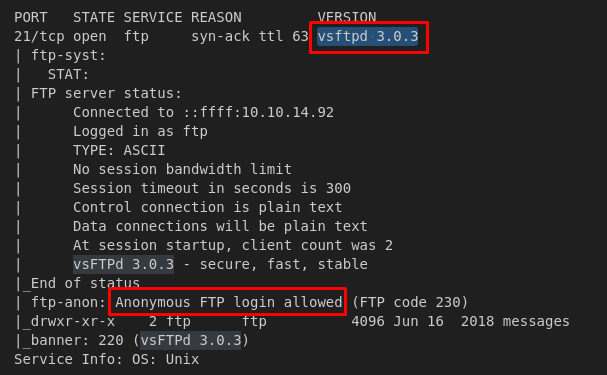 PORT   STATE SERVICE REASON         VERSION
21/tcp open  ftp     syn-ack ttl 63 vsftpd 3.0.3
| ftp-syst:
|   STAT:
| FTP server status:
|      Connected to ::ffff:10.10.14.92
|      Logged in as ftp
|      TYPE: ASCII
|      No session bandwidth limit
|      Session timeout in seconds is 300
|      Control connection is plain text
|      Data connections will be plain text
|      At session startup, client count was 2
|      vsFTPd 3.0.3 - secure, fast, stable
|_End of status
| ftp-anon: Anonymous FTP login allowed (FTP code 230)
|_drwxr-xr-x    2 ftp      ftp          4096 Jun 16  2018 messages
|_banner: 220 (vsFTPd 3.0.3)
Service Info: OS: Unix